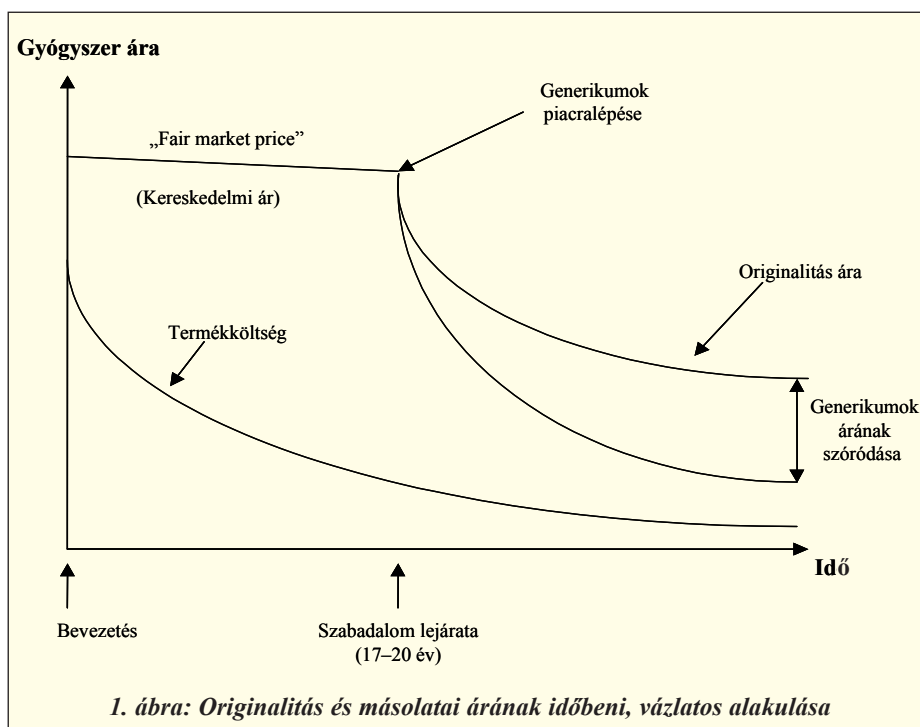 Gyógyszer ára
Generikumok
piacralépése
„Fair market price”
(Kereskedelmi ár)
Originalitás ára
Termékköltség
Generikumok
árának
szóródása
Idő
Bevezetés
Szabadalom lejárata
(17–20 év)
1. ábra: Originalitás és másolatai árának időbeni, vázlatos alakulása